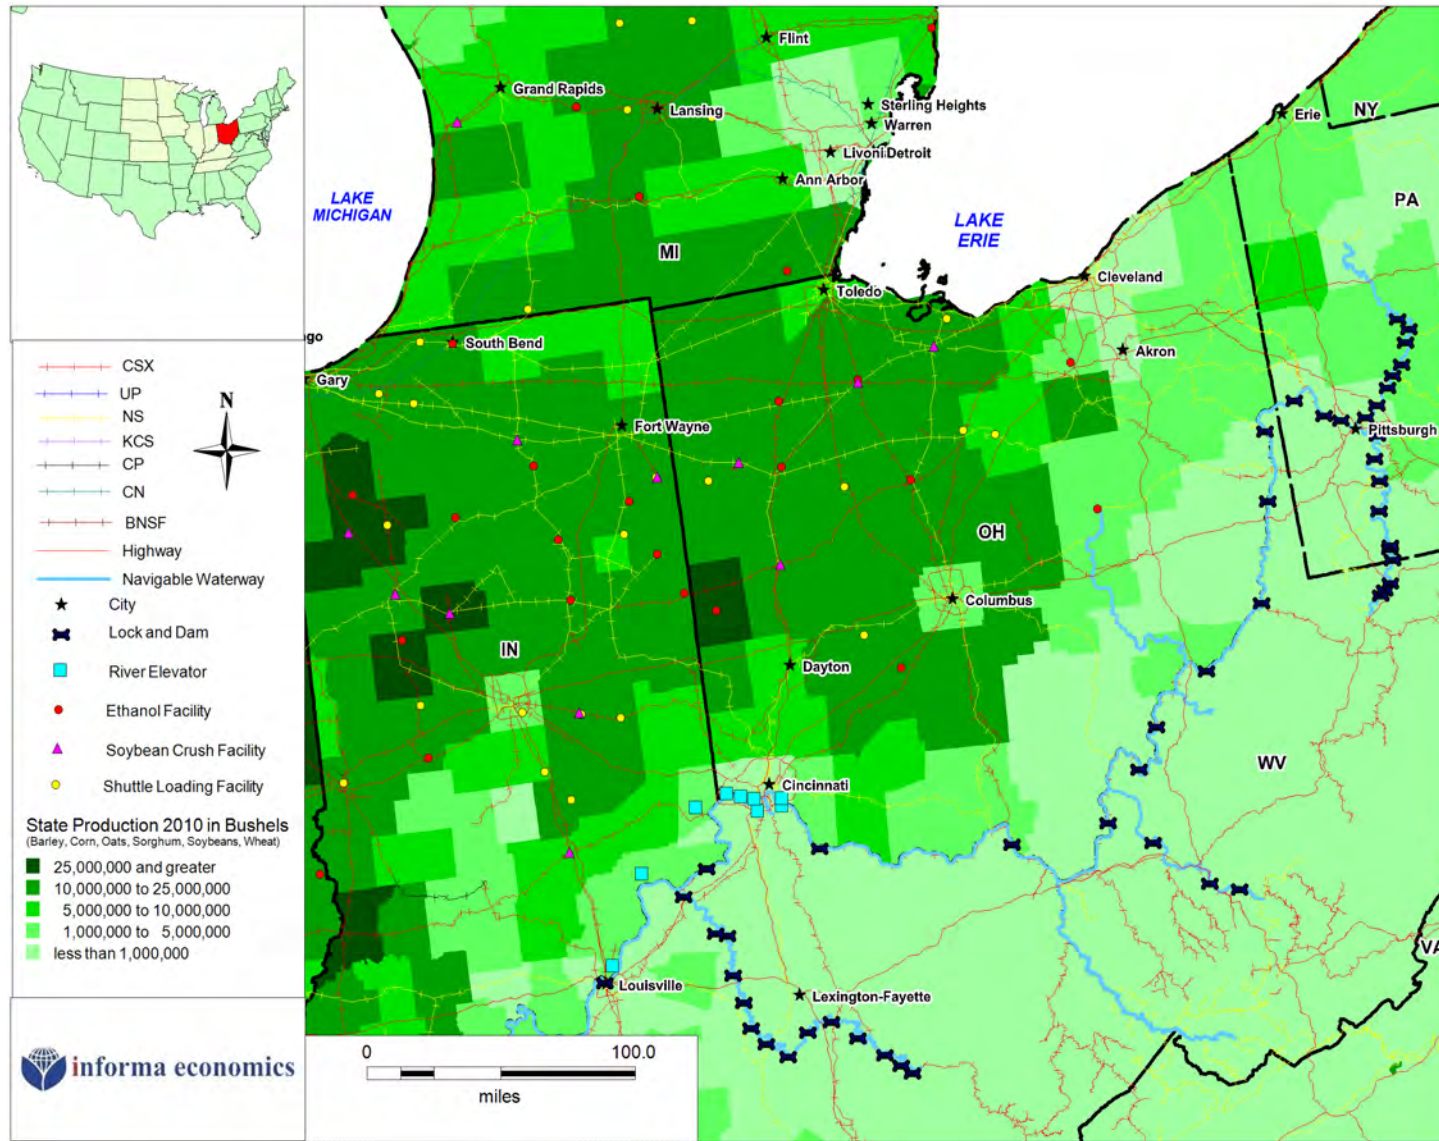 Flint
Grand Rapids
Lansing
Sterling Heights
Warren
Livoni Detroit
Ann Arbor
Erie
NY
PA
LAKE
MICHIGAN
LAKE
ERIE
MI
Toledo
Cleveland
Akron
go
South Bend
Gary
Fort Wayne
Pittsburgh
OH
Columbus
IN
Dayton
WV
Cincinnati
VA
Louisville
Lexington-Fayette
CSX
UP
NS
KCS
CP
CN
BNSF
Highway
Navigable Waterway
City
Lock and Dam
River Elevator
Ethanol Facility
Soybean Crush Facility
Shuttle Loading Facility
N
State Production 2010 in Bushels
(Barley, Corn, Oats, Sorghum, Soybeans, Wheat)
25,000,000 and greater
10,000,000 to 25,000,000
5,000,000 to 10,000,000
1,000,000 to 5,000,000
less than 1,000,000
informa economics
0 100.0
miles